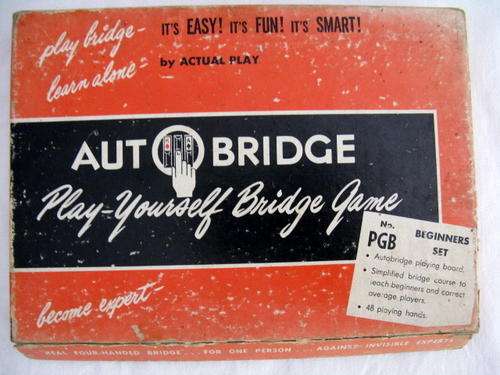 play bridge-
learn alone-
IT'S EASY! IT'S FUN! IT'S SMART!
by ACTUAL PLAY
AUTOBRIDGE
Play-Yourself Bridge Game
become expert-
No.
PGB
BEGINNERS
SET
• Autobridge playing board.
• Simplified bridge course to
teach beginners and correct
average players.
• 48 playing hands.
REAL FOUR-HANDED BRIDGE... FOR ONE PERSON... AGAINST INVISIBLE EXPERTS